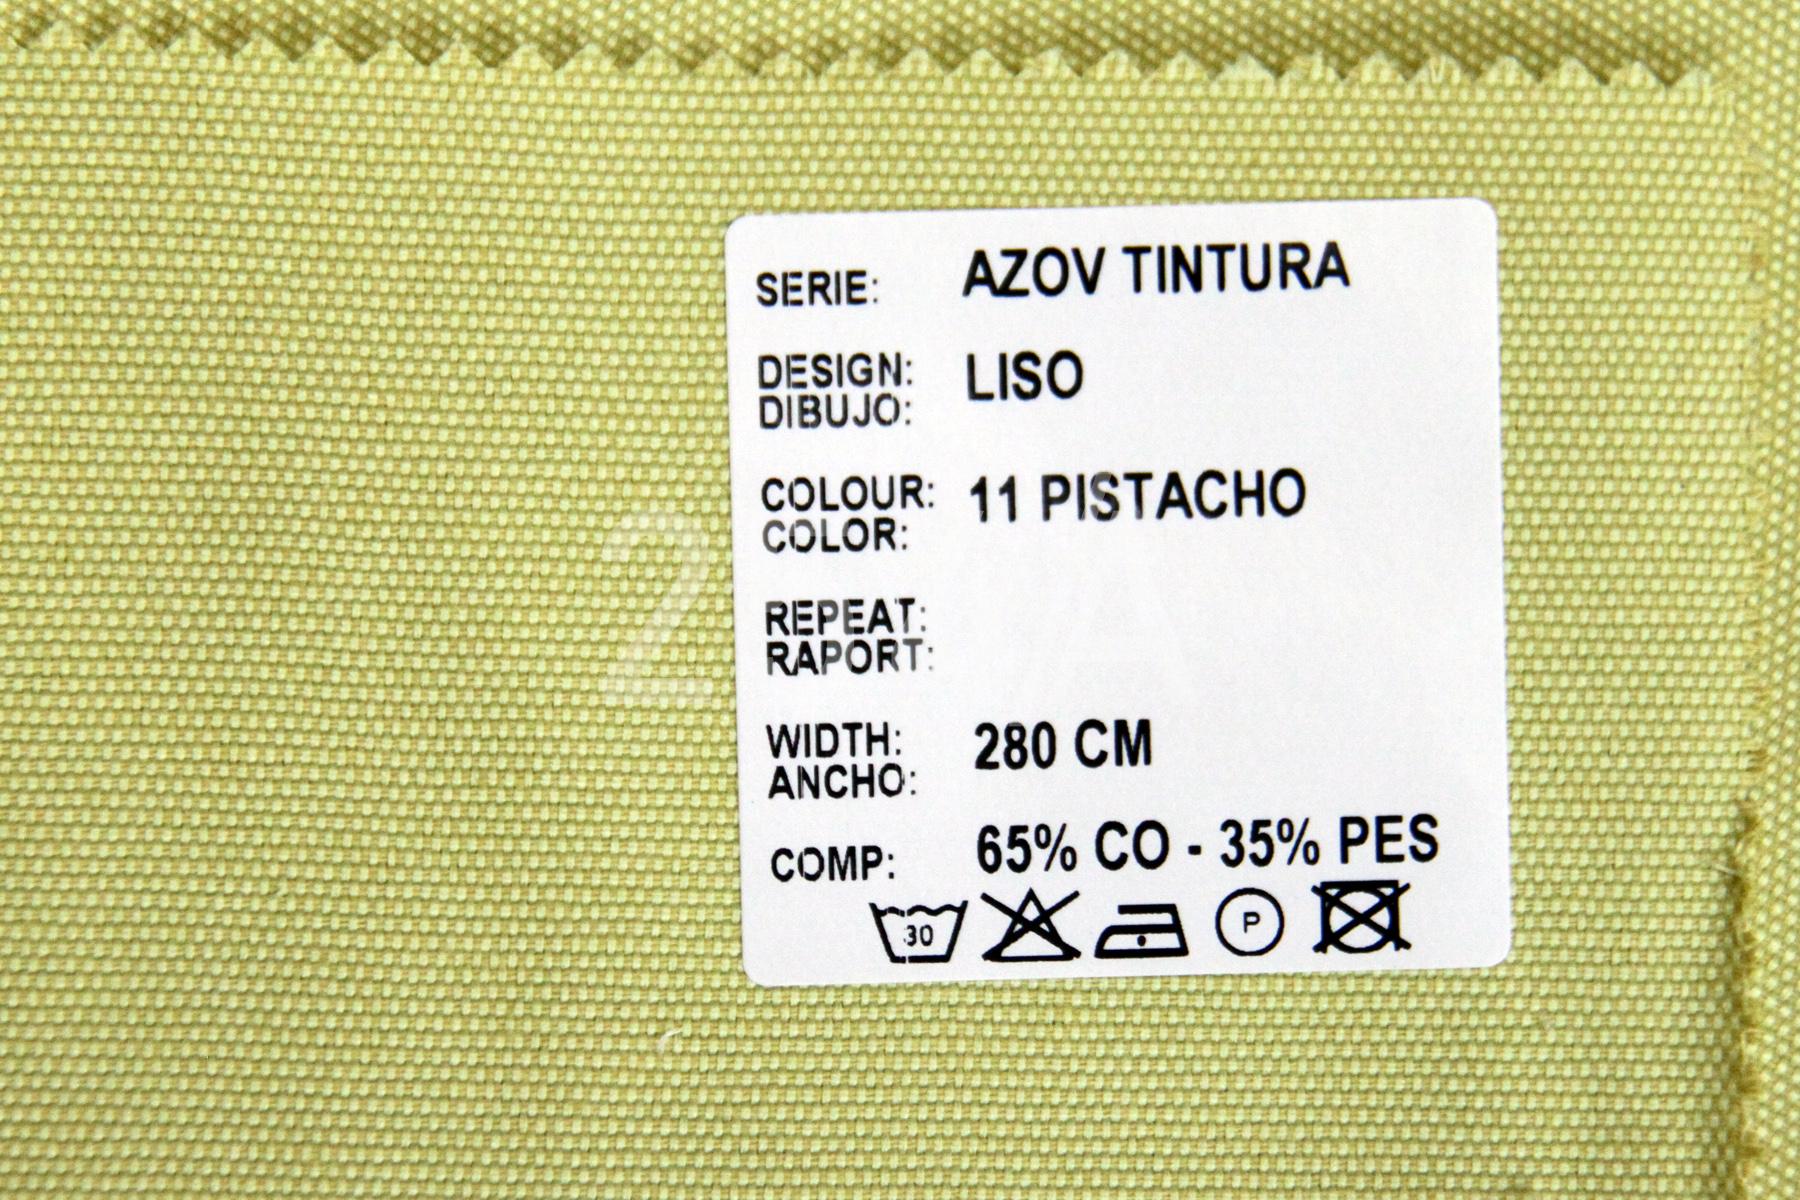 SERIE: AZOV TINTURA
DESIGN: LISO
DIBUJO:
COLOUR: 11 PISTACHO
COLOR:
REPEAT:
RAPORT:
WIDTH: 280 CM
ANCHO:
COMP: 65% CO - 35% PES
30 P